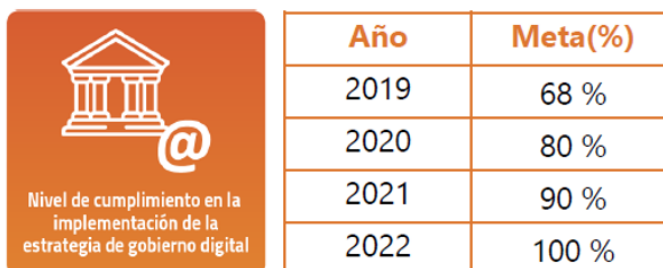 @
Nivel de cumplimiento en la
implementación de la
estrategia de gobierno digital
Año Meta(%)
2019 68 %
2020 80 %
2021 90 %
2022 100 %